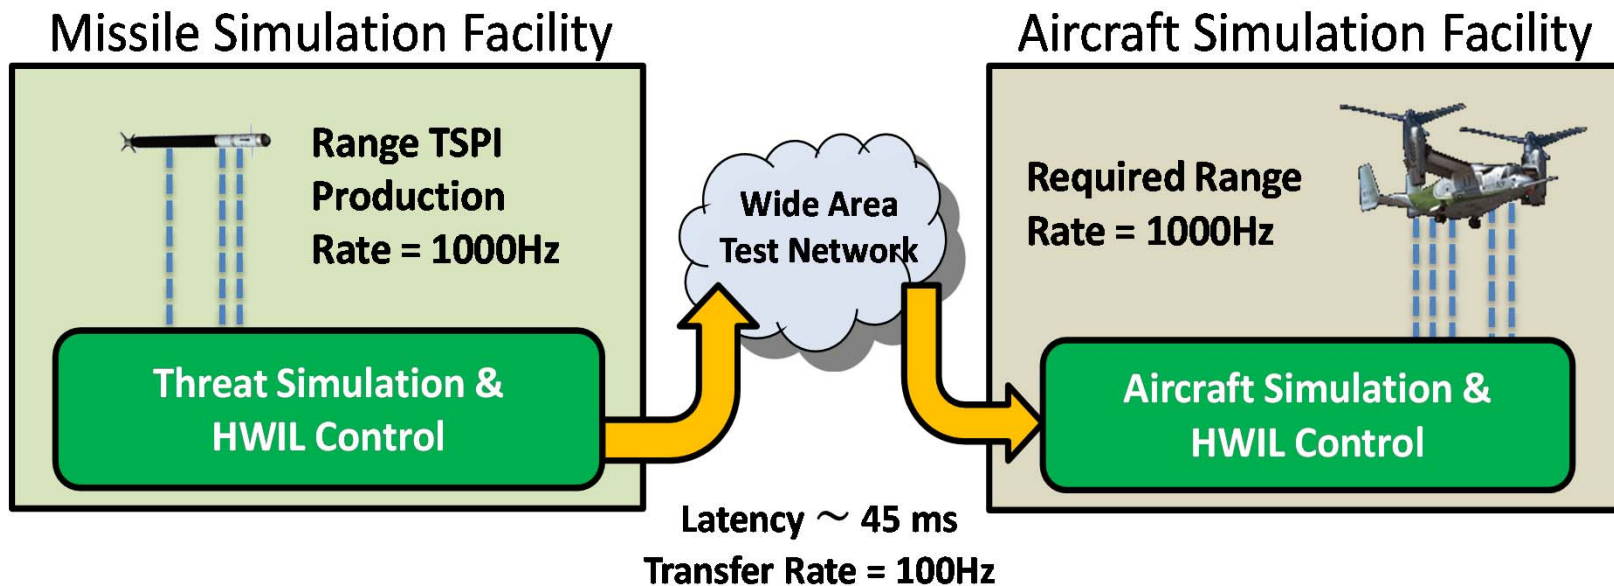 Missile Simulation Facility
Aircraft Simulation Facility
Range TSPI
Production
Rate = 1000Hz
Wide Area
Test Network
Required Range
Rate = 1000Hz
Threat Simulation &
HWIL Control
Aircraft Simulation &
HWIL Control
Latency ~ 45 ms
Transfer Rate = 100Hz